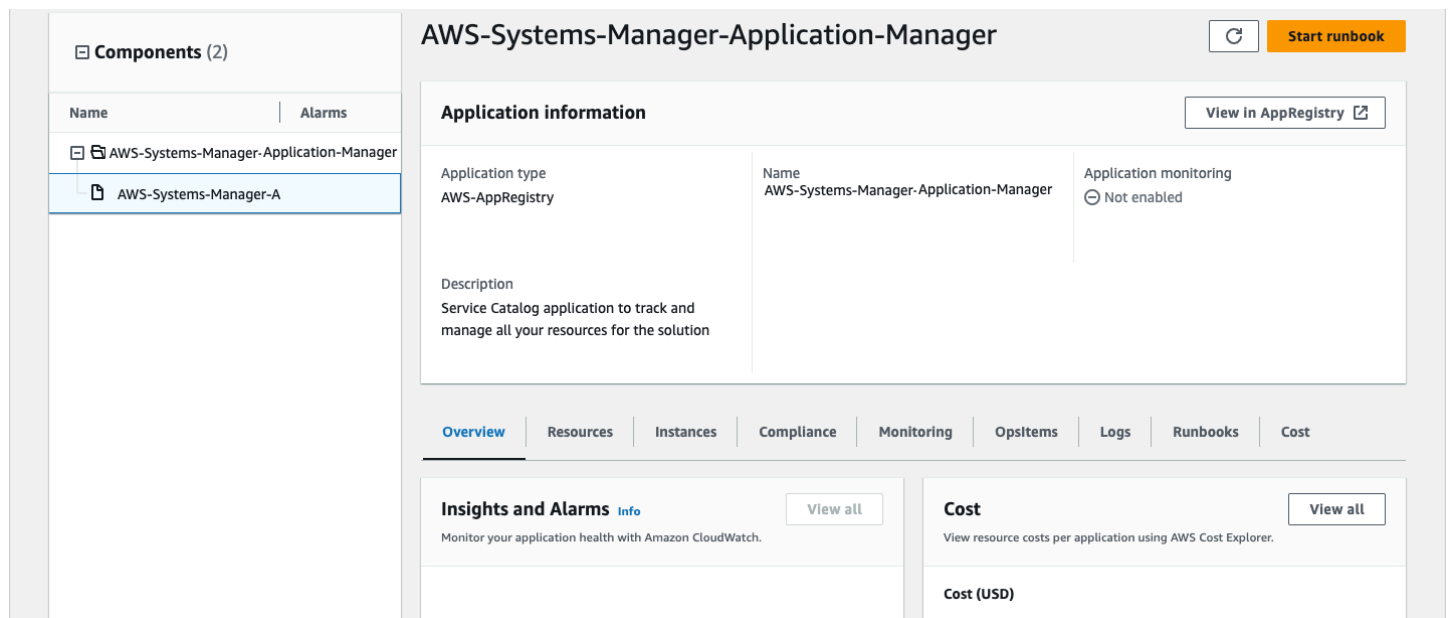 Components (2)
Name
Alarms
AWS-Systems-Manager-Application-Manager
AWS-Systems-Manager-A
AWS-Systems-Manager-Application-Manager
Start runbook
Application information
View in AppRegistry
Application type
AWS-AppRegistry
Name
AWS-Systems-Manager-Application-Manager
Application monitoring
Not enabled
Description
Service Catalog application to track and
manage all your resources for the solution
Overview
Resources
Instances
Compliance
Monitoring
OpsItems
Logs
Runbooks
Cost
Insights and Alarms Info
View all
Monitor your application health with Amazon CloudWatch.
Cost
View all
View resource costs per application using AWS Cost Explorer.
Cost (USD)